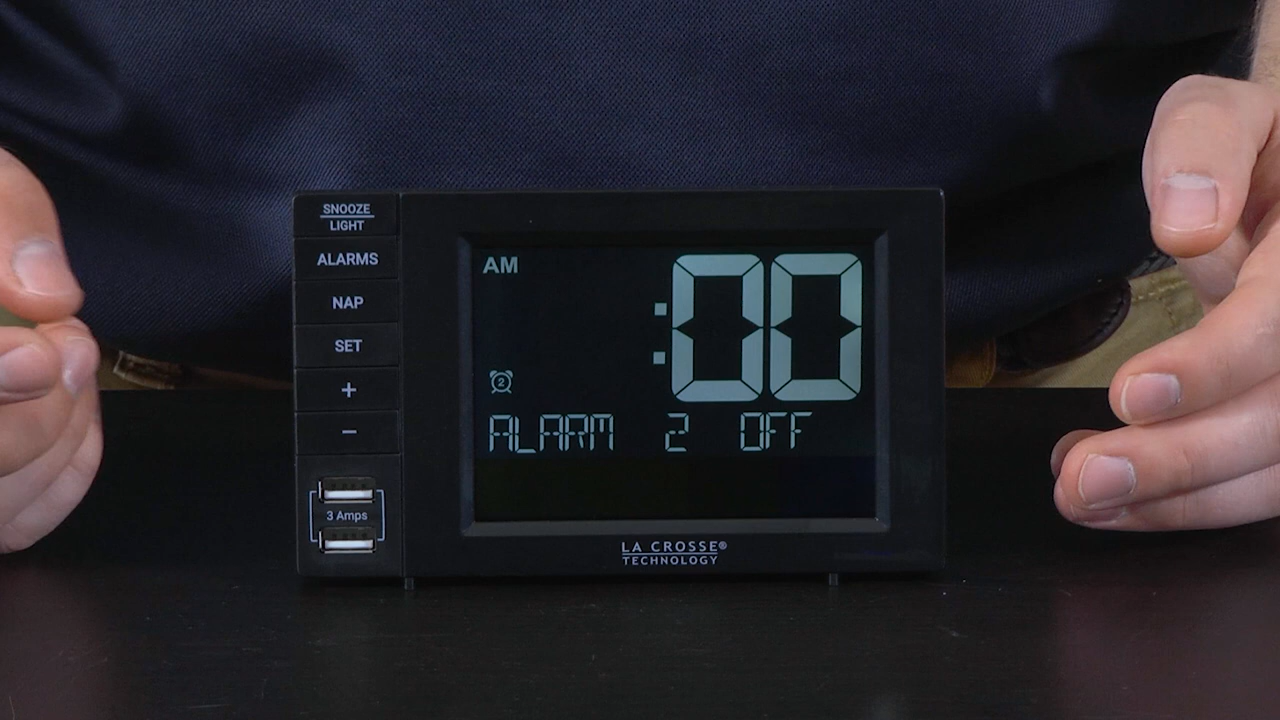 SNOOZE
LIGHT
ALARMS
NAP
SET
+
−
3 Amps
AM
:00
2
ALARM 2 OFF
LA CROSSE®
TECHNOLOGY